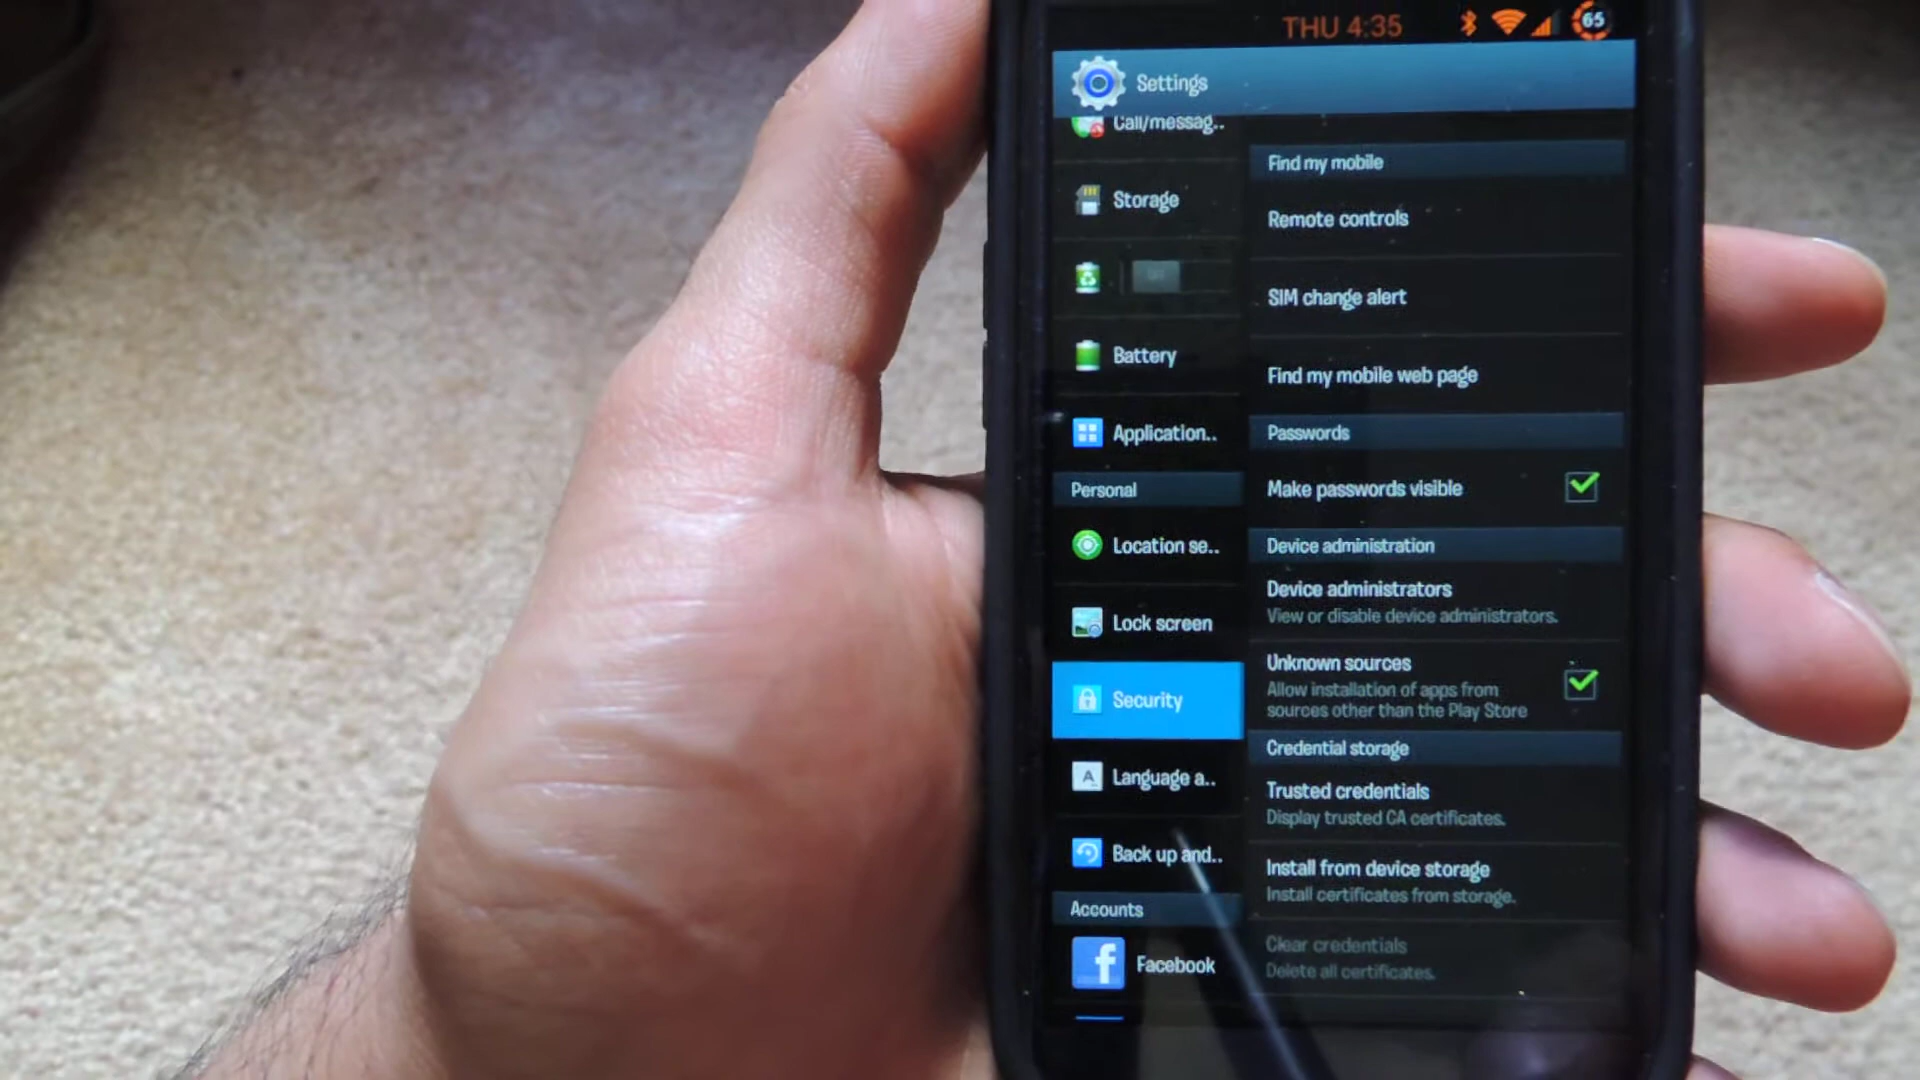 THU 4:35
65
Settings
Call/messag..
Storage
Battery
Application..
Personal
Location se..
Lock screen
Security
Language a..
Back up and..
Accounts
Facebook
Find my mobile
Remote controls
SIM change alert
Find my mobile web page
Passwords
Make passwords visible
Device administration
Device administrators
View or disable device administrators.
Unknown sources
Allow installation of apps from
sources other than the Play Store
Credential storage
Trusted credentials
Display trusted CA certificates.
Install from device storage
Install certificates from storage.
Clear credentials
Delete all certificates.